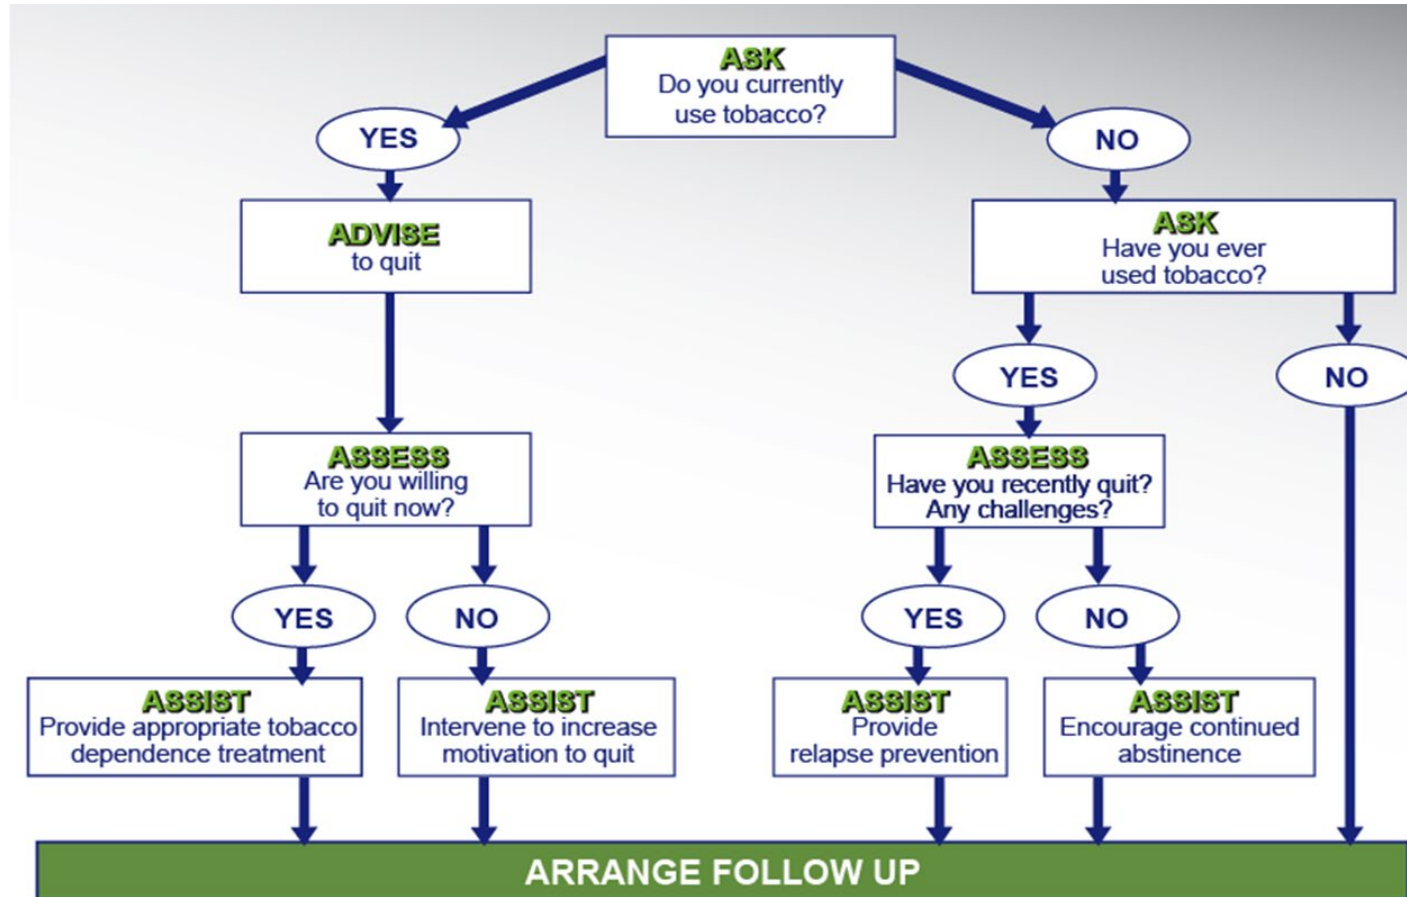 ASK
Do you currently
use tobacco?
YES
NO
ADVISE
to quit
ASK
Have you ever
used tobacco?
YES
NO
ASSESS
Are you willing
to quit now?
ASSESS
Have you recently quit?
Any challenges?
YES
NO
YES
NO
ASSIST
Provide appropriate tobacco
dependence treatment
ASSIST
Intervene to increase
motivation to quit
ASSIST
Provide
relapse prevention
ASSIST
Encourage continued
abstinence
ARRANGE FOLLOW UP